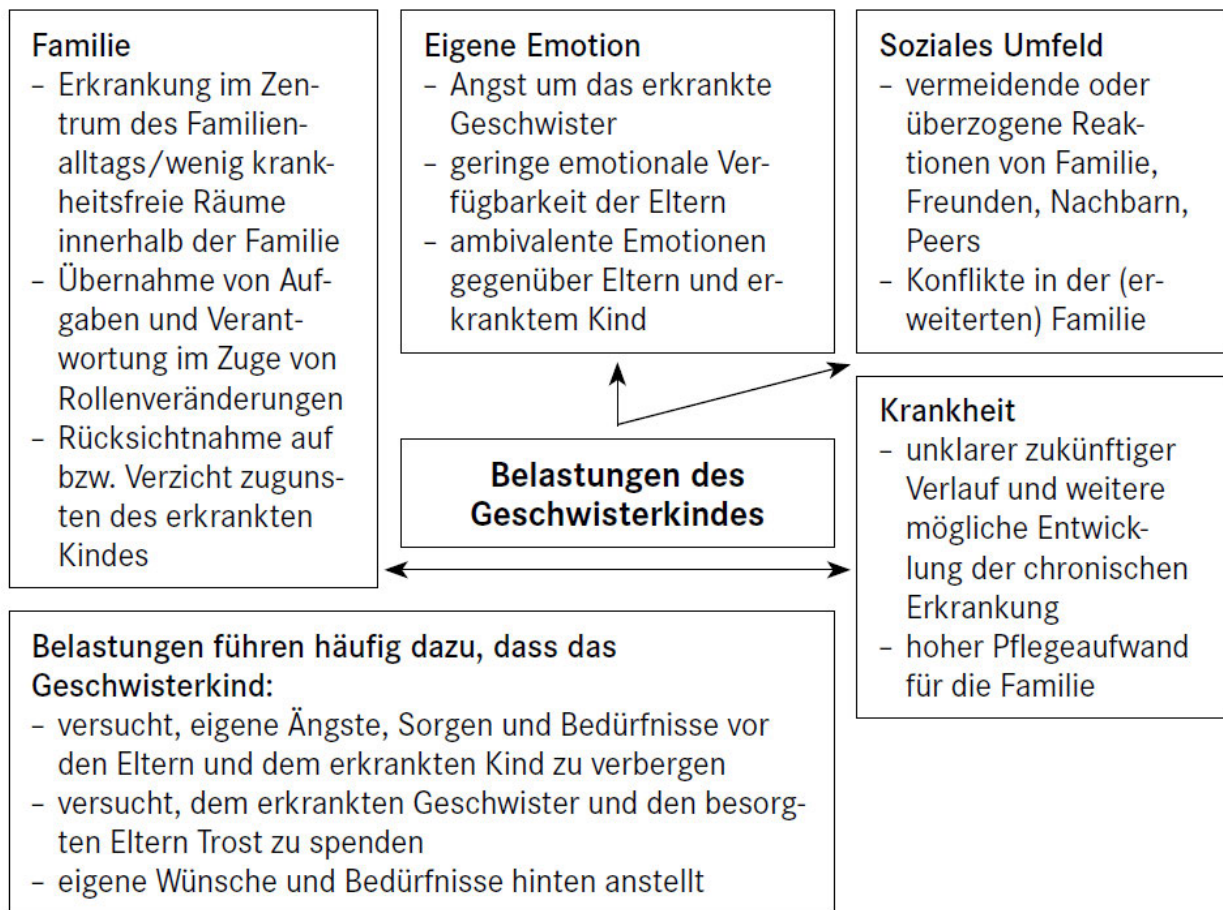 Familie
– Erkrankung im Zen-
trum des Familien-
alltags/wenig krank-
heitsfreie Räume
innerhalb der Familie
– Übernahme von Auf-
gaben und Verant-
wortung im Zuge von
Rollenveränderungen
– Rücksichtnahme auf
bzw. Verzicht zuguns-
ten des erkrankten
Kindes
Eigene Emotion
– Angst um das erkrankte
Geschwister
– geringe emotionale Ver-
fügbarkeit der Eltern
– ambivalente Emotionen
gegenüber Eltern und er-
kranktem Kind
Soziales Umfeld
– vermeidende oder
überzogene Reak-
tionen von Familie,
Freunden, Nachbarn,
Peers
– Konflikte in der (er-
weiterten) Familie
Belastungen des
Geschwisterkindes
Krankheit
– unklarer zukünftiger
Verlauf und weitere
mögliche Entwick-
lung der chronischen
Erkrankung
– hoher Pflegeaufwand
für die Familie
Belastungen führen häufig dazu, dass das
Geschwisterkind:
– versucht, eigene Ängste, Sorgen und Bedürfnisse vor
den Eltern und dem erkrankten Kind zu verbergen
– versucht, dem erkrankten Geschwister und den besorg-
ten Eltern Trost zu spenden
– eigene Wünsche und Bedürfnisse hinten anstellt